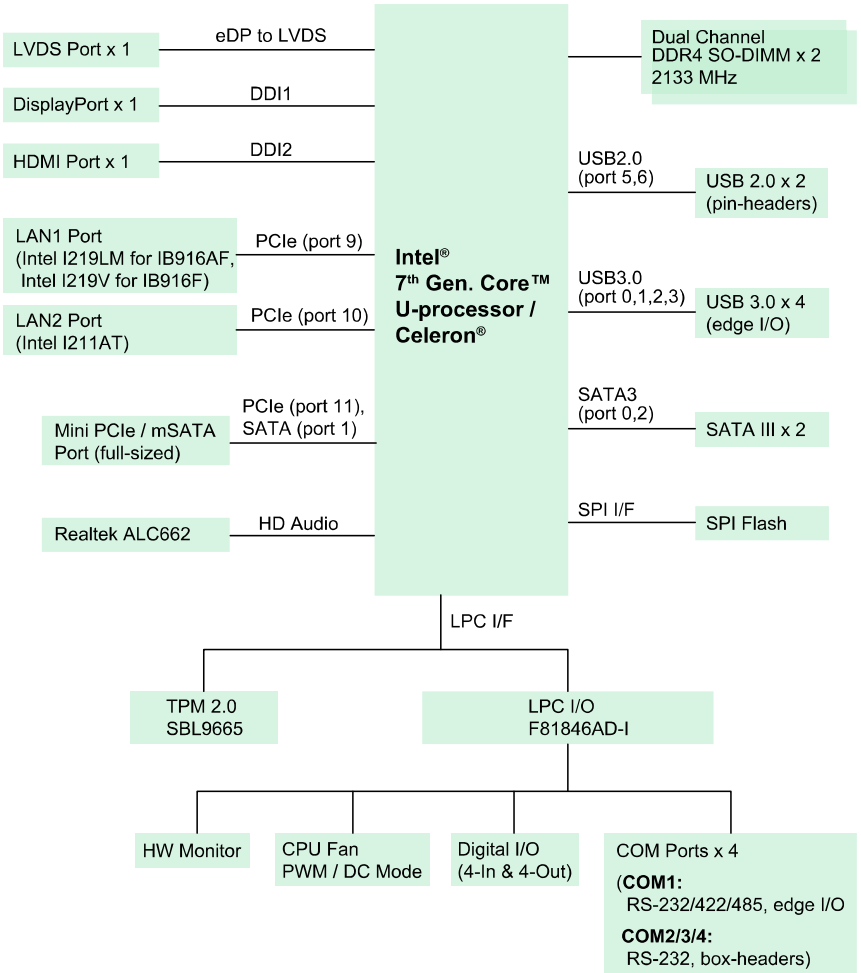 LVDS Port x 1
eDP to LVDS
DisplayPort x 1
DDI1
HDMI Port x 1
DDI2
LAN1 Port
(Intel I219LM for IB916AF,
Intel I219V for IB916F)
PCIe (port 9)
LAN2 Port
(Intel I211AT)
PCIe (port 10)
Mini PCIe / mSATA
Port (full-sized)
PCIe (port 11),
SATA (port 1)
Realtek ALC662
HD Audio
Intel®
7th Gen. Core™
U-processor /
Celeron®
Dual Channel
DDR4 SO-DIMM x 2
2133 MHz
USB2.0
(port 5,6)
USB 2.0 x 2
(pin-headers)
USB3.0
(port 0,1,2,3)
USB 3.0 x 4
(edge I/O)
SATA3
(port 0,2)
SATA III x 2
SPI I/F
SPI Flash
LPC I/F
TPM 2.0
SBL9665
LPC I/O
F81846AD-I
HW Monitor
CPU Fan
PWM / DC Mode
Digital I/O
(4-In & 4-Out)
COM Ports x 4
(COM1:
RS-232/422/485, edge I/O
COM2/3/4:
RS-232, box-headers)